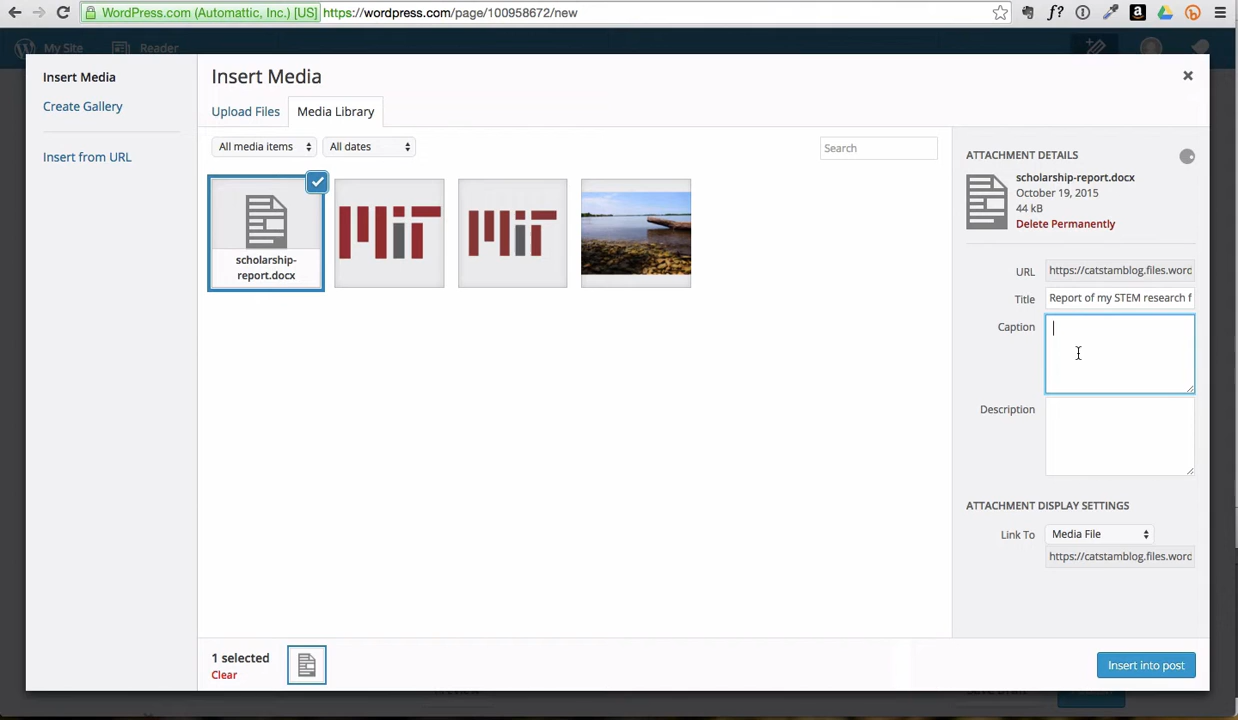 WordPress.com (Automattic, Inc.) [US] https://wordpress.com/page/100958672/new
f?
a
My Site
Reader
Insert Media
Create Gallery
Insert from URL
Insert Media
Upload Files
Media Library
All media items
All dates
Search
scholarship-
report.docx
MIT
MIT
ATTACHMENT DETAILS
scholarship-report.docx
October 19, 2015
44 kB
Delete Permanently
URL
https://catstamblog.files.word
Title
Report of my STEM research f
Caption
Description
ATTACHMENT DISPLAY SETTINGS
Link To
Media File
https://catstamblog.files.word
1 selected
Clear
Insert into post
Save Draft